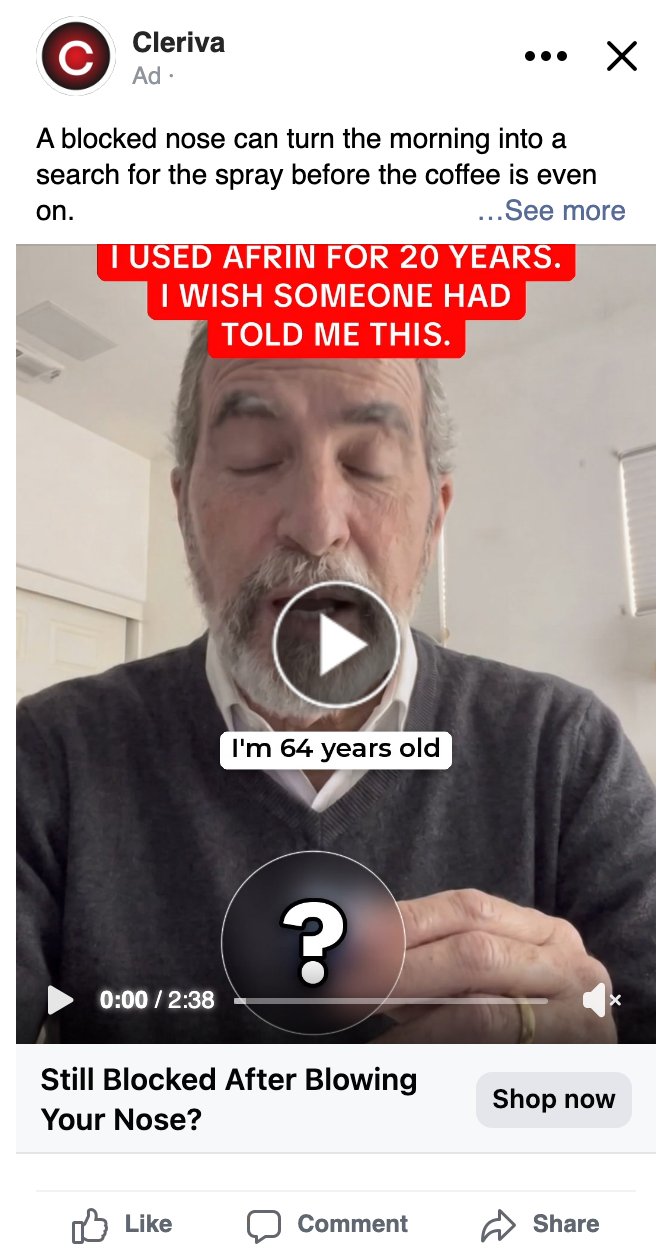 C
Cleriva
Ad ·
A blocked nose can turn the morning into a
search for the spray before the coffee is even
on.
...See more
I USED AFRIN FOR 20 YEARS.
I WISH SOMEONE HAD
TOLD ME THIS.
I'm 64 years old
?
0:00 / 2:38
Still Blocked After Blowing
Your Nose?
Shop now
Like
Comment
Share